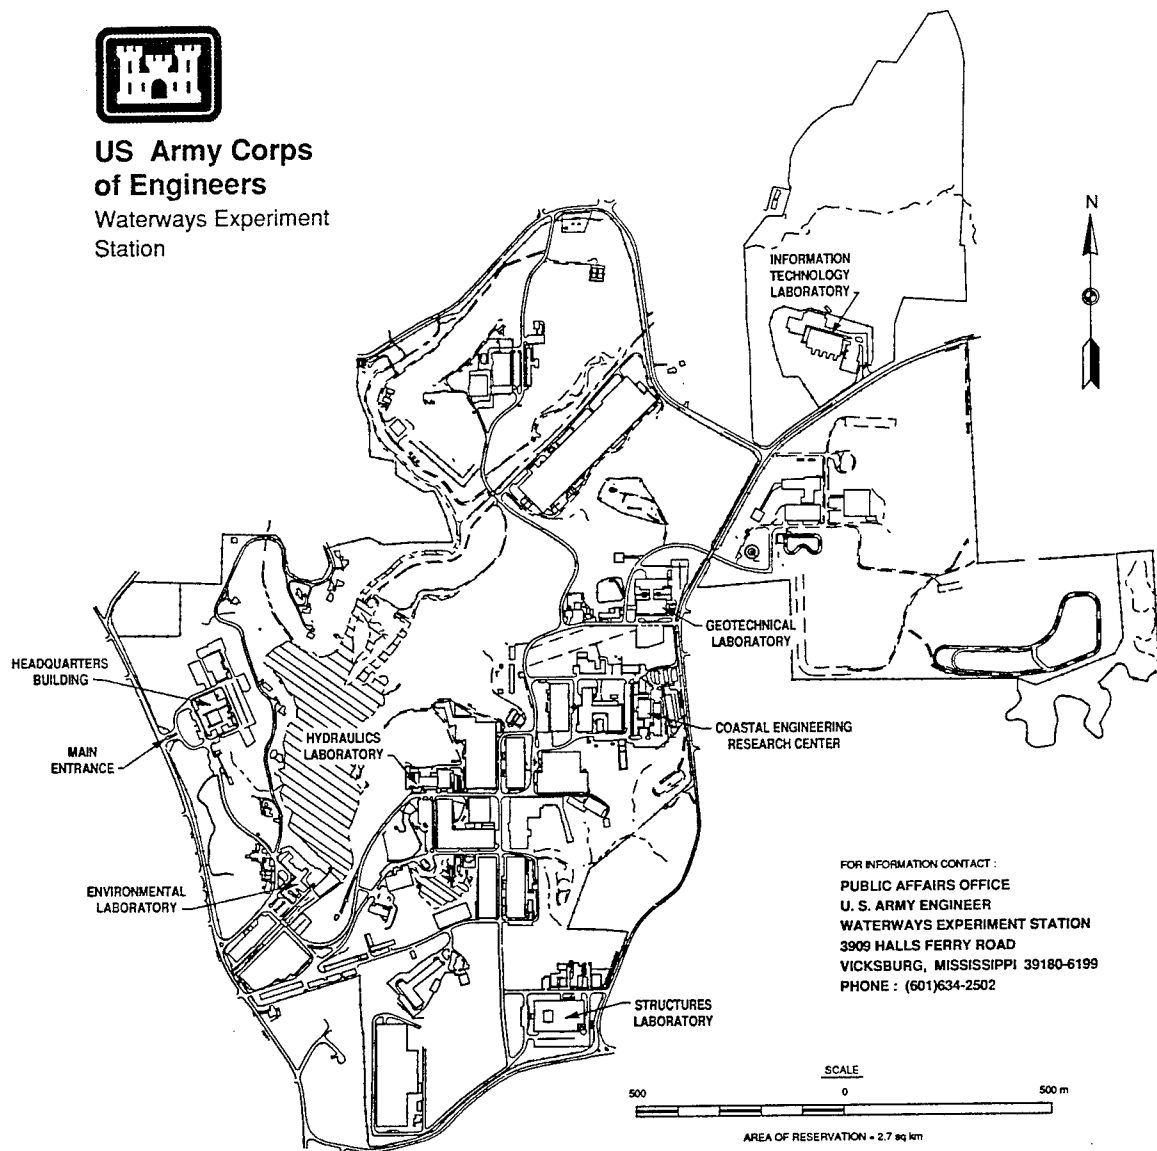 US Army Corps
of Engineers
Waterways Experiment
Station
N
INFORMATION
TECHNOLOGY
LABORATORY
GEOTECHNICAL
LABORATORY
HEADQUARTERS
BUILDING
HYDRAULICS
LABORATORY
COASTAL ENGINEERING
RESEARCH CENTER
MAIN
ENTRANCE
ENVIRONMENTAL
LABORATORY
FOR INFORMATION CONTACT :
PUBLIC AFFAIRS OFFICE
U. S. ARMY ENGINEER
WATERWAYS EXPERIMENT STATION
3909 HALLS FERRY ROAD
VICKSBURG, MISSISSIPPI 39180-6199
PHONE : (601)634-2502
STRUCTURES
LABORATORY
SCALE
500 0 500 m
AREA OF RESERVATION = 2.7 sq km